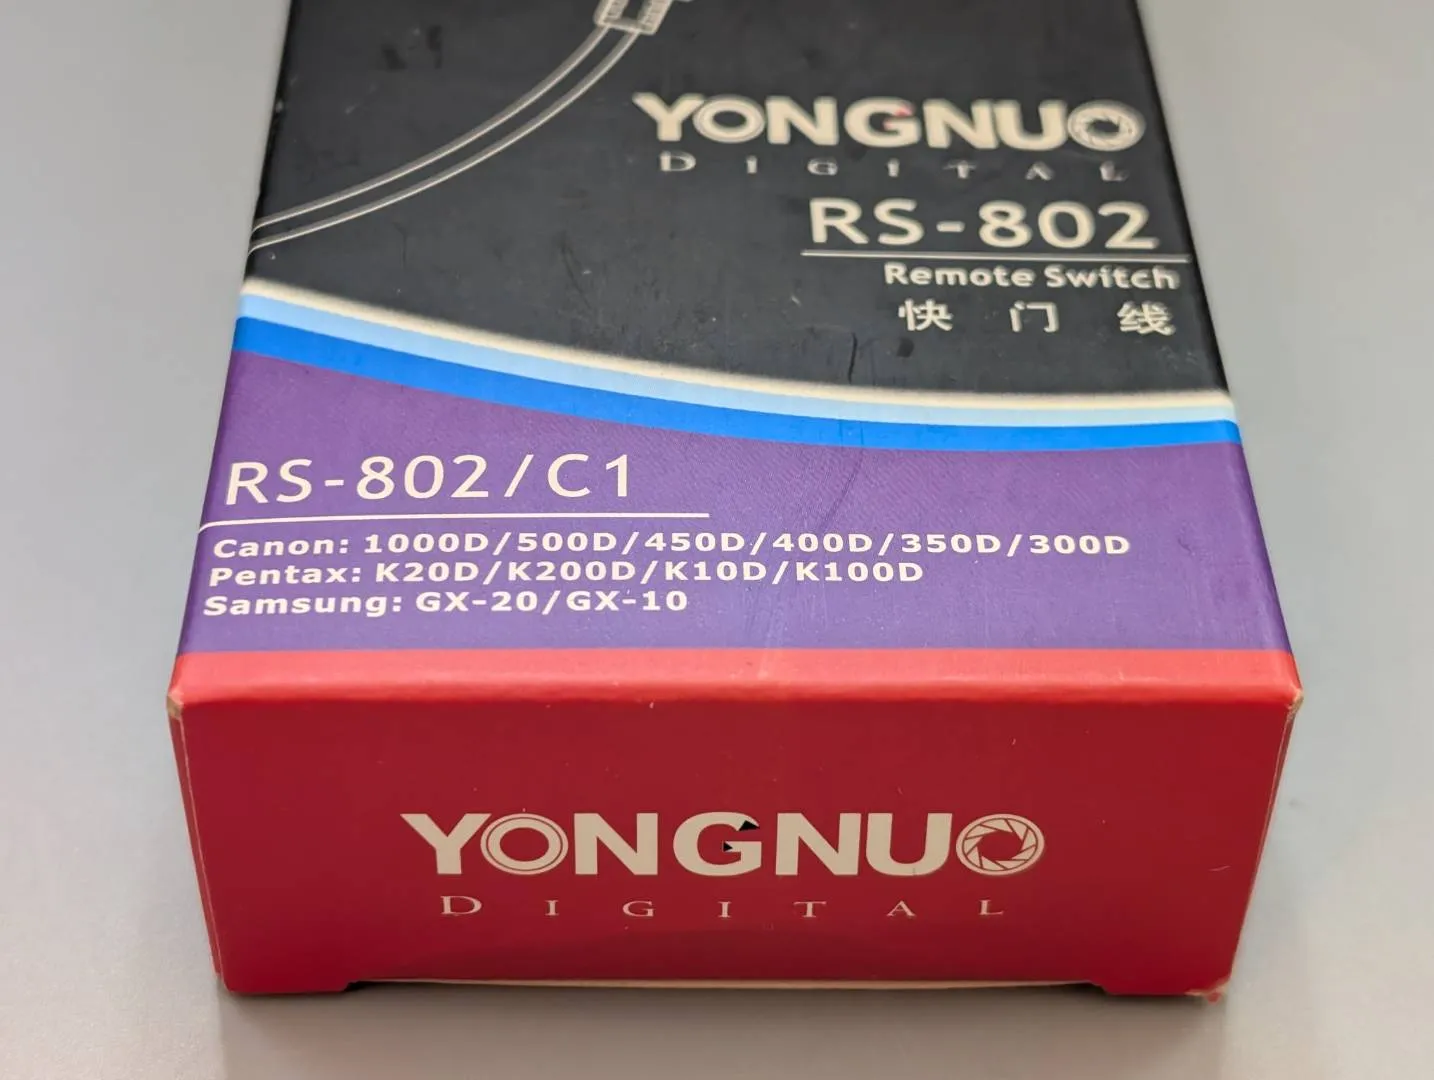 YONGNUO
DIGITAL
RS-802
Remote Switch
快门线
RS-802/C1
Canon: 1000D/500D/450D/400D/350D/300D
Pentax: K20D/K200D/K10D/K100D
Samsung: GX-20/GX-10
YONGNUO
DIGITAL